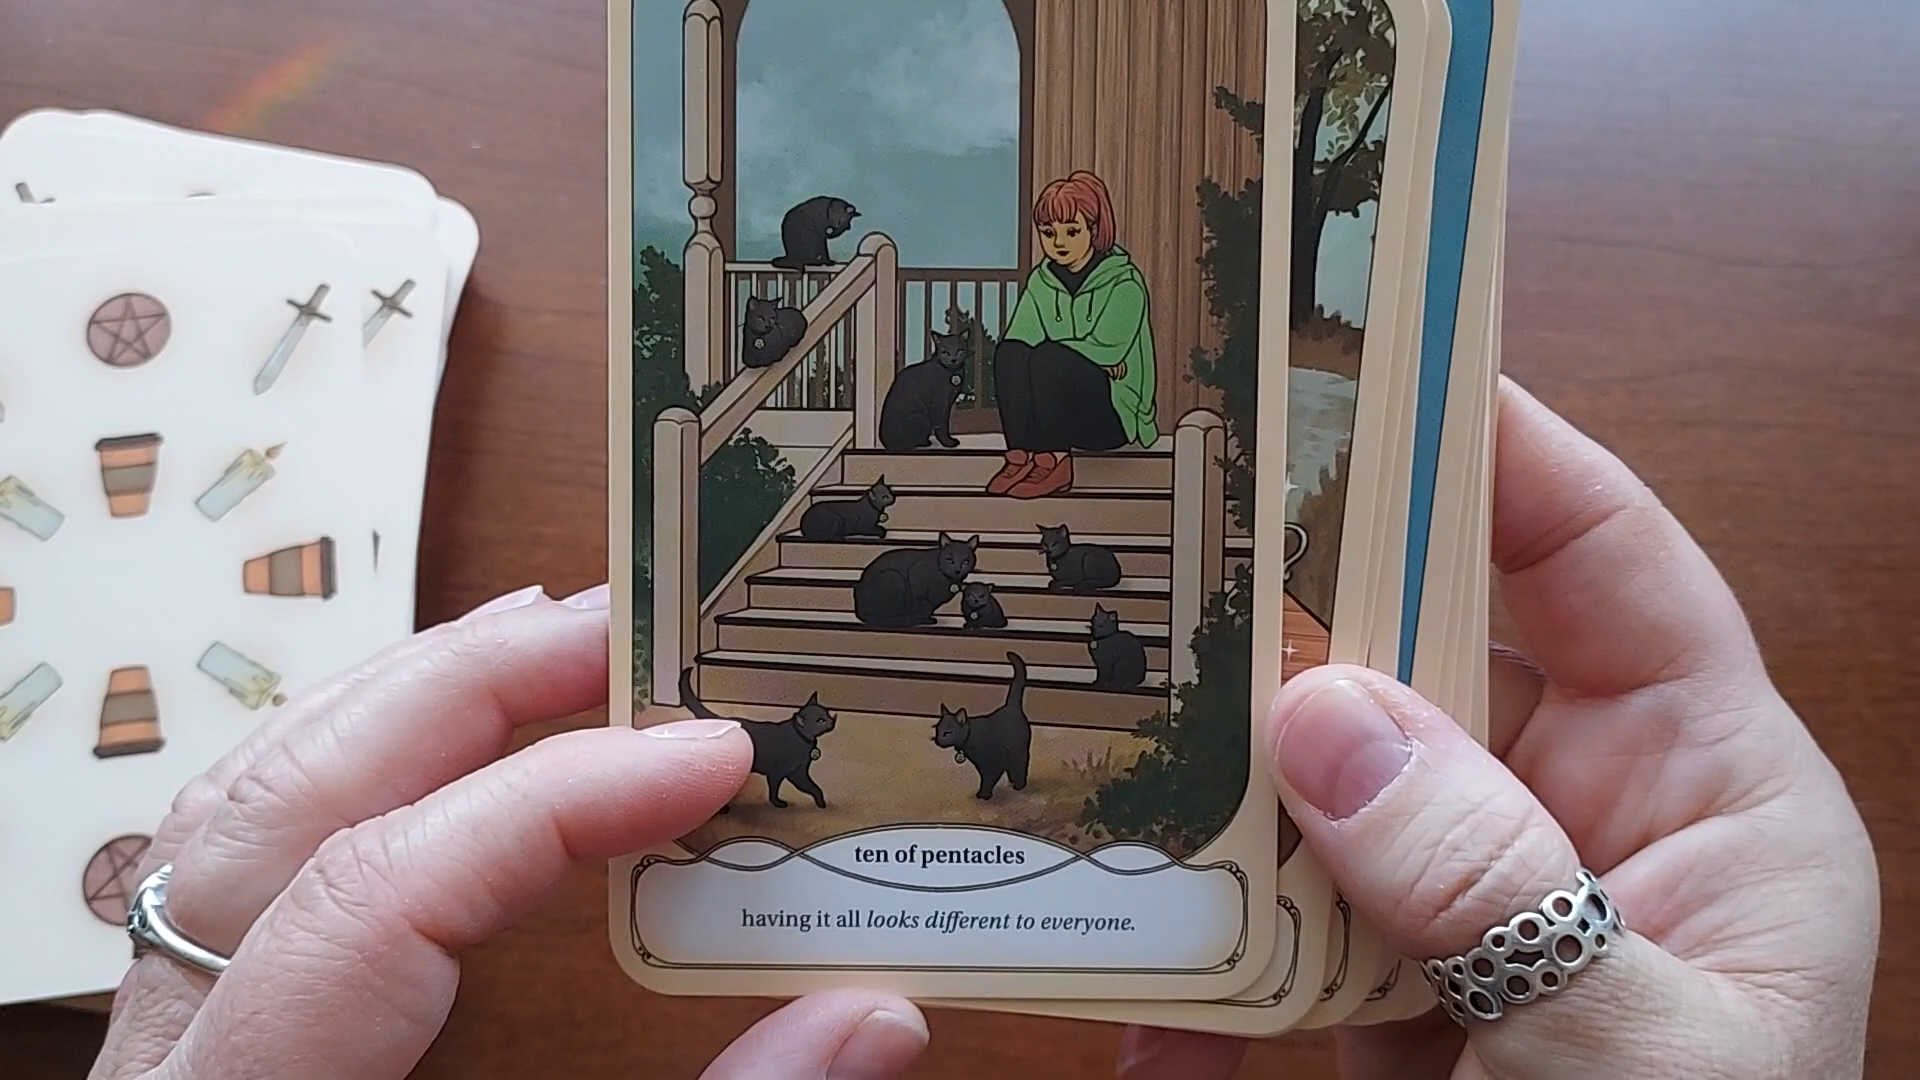 ten of pentacles
having it all looks different to everyone.